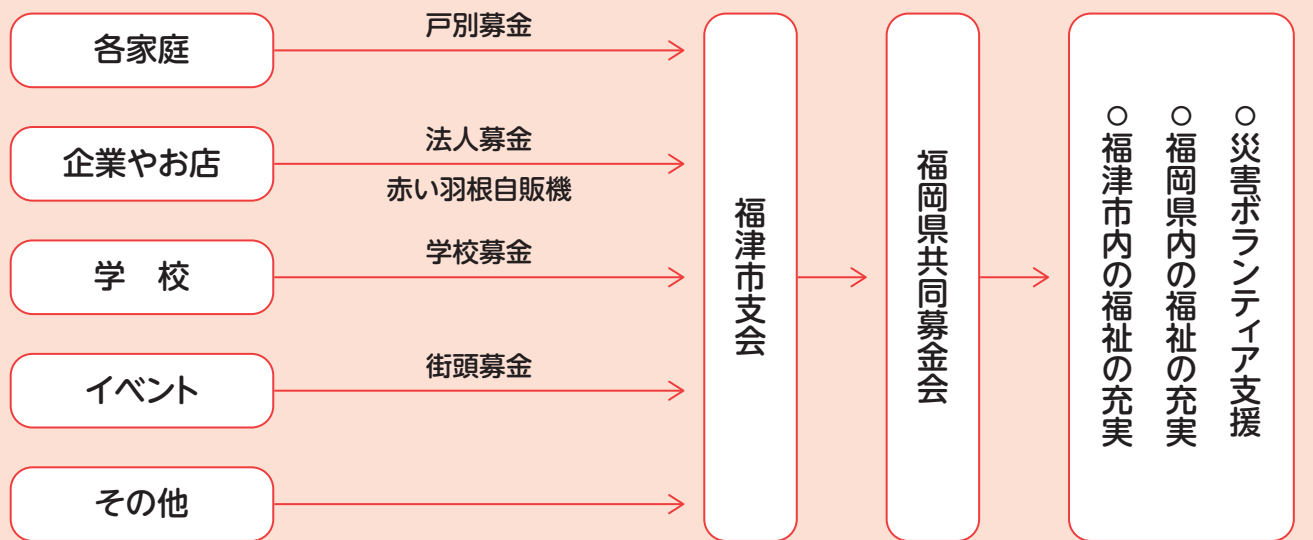 各家庭
戸別募金
企業やお店
法人募金
赤い羽根自販機
学　校
学校募金
イベント
街頭募金
その他
福津市支会
福岡県共同募金会
○災害ボランティア支援
○福岡県内の福祉の充実
○福津市内の福祉の充実